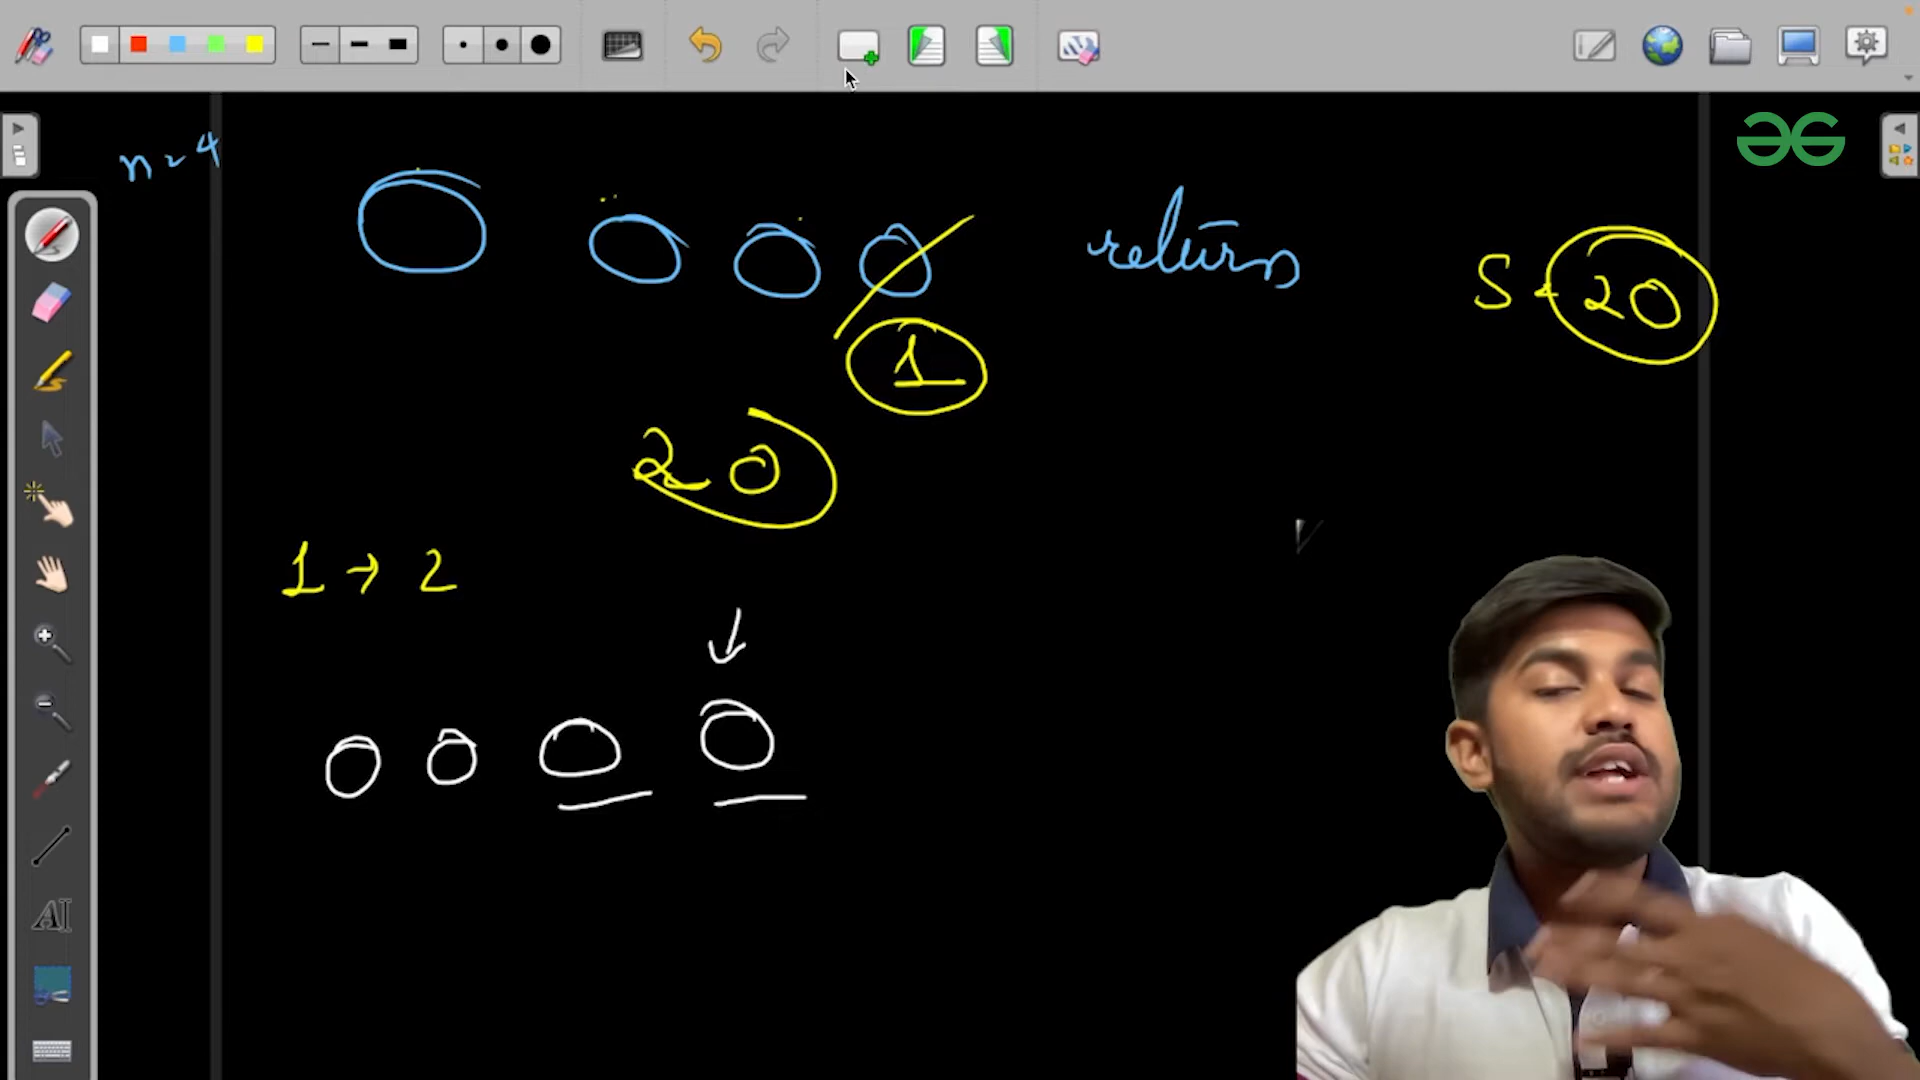 n = 4
return
S = 20
1
20
1 → 2